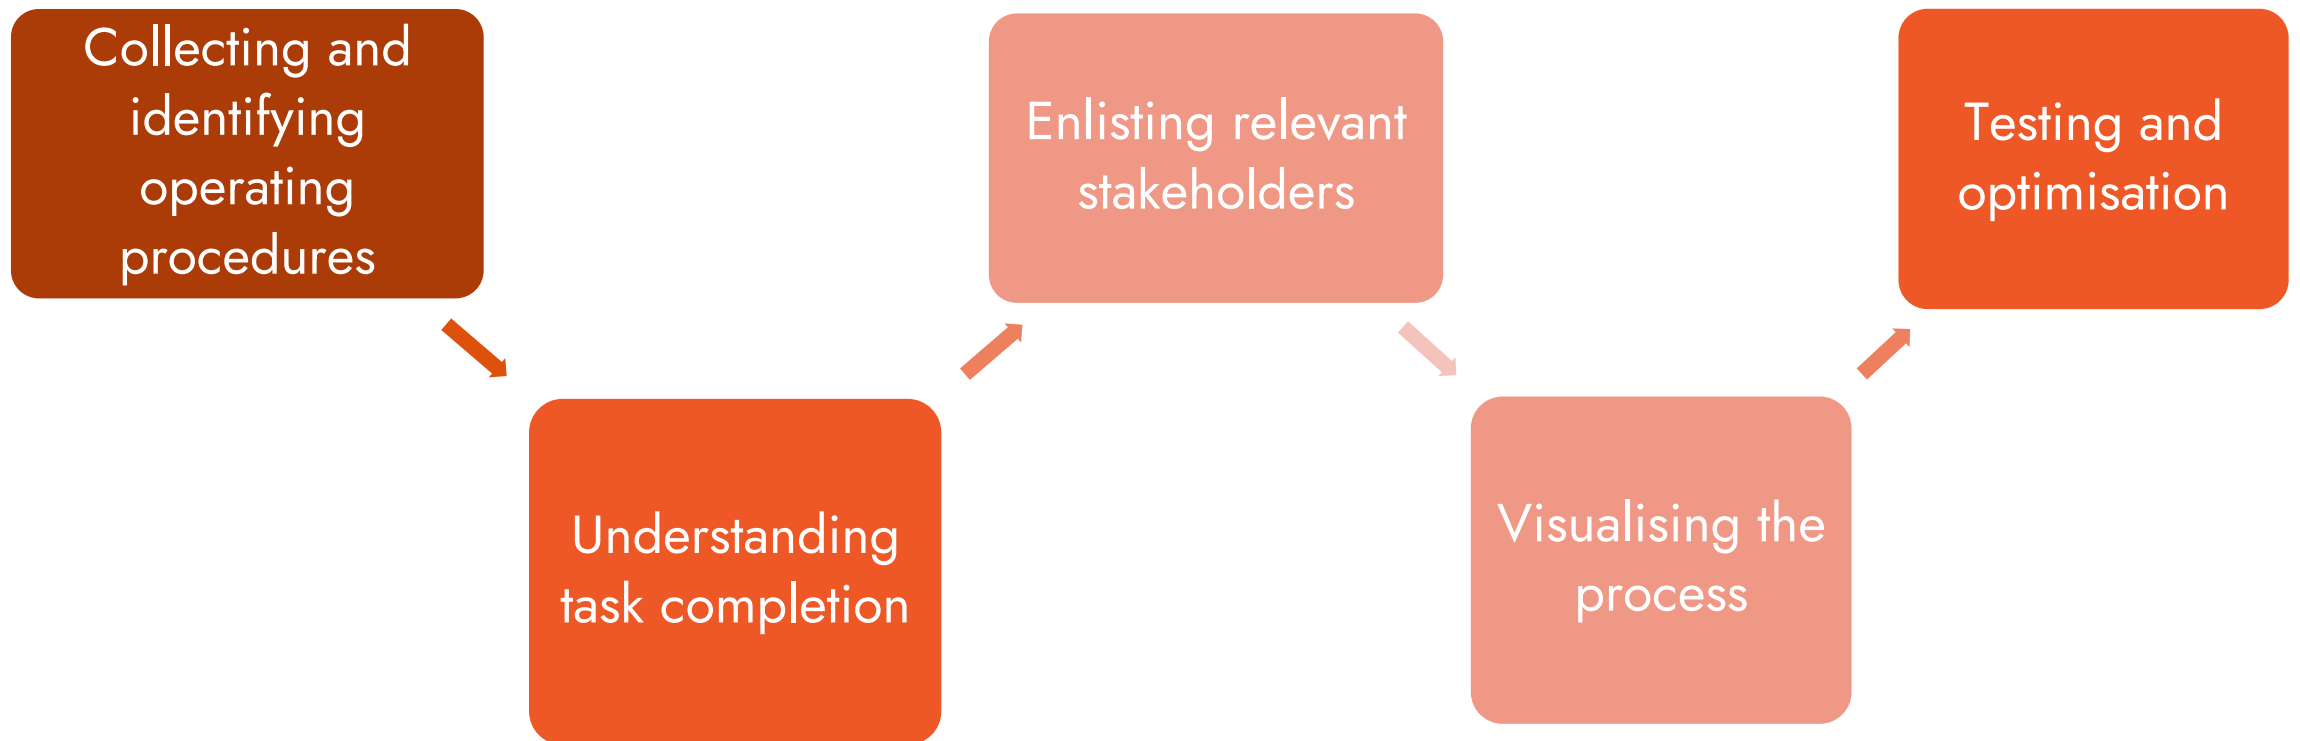 Collecting and
identifying
operating
procedures
Understanding
task completion
Enlisting relevant
stakeholders
Visualising the
process
Testing and
optimisation